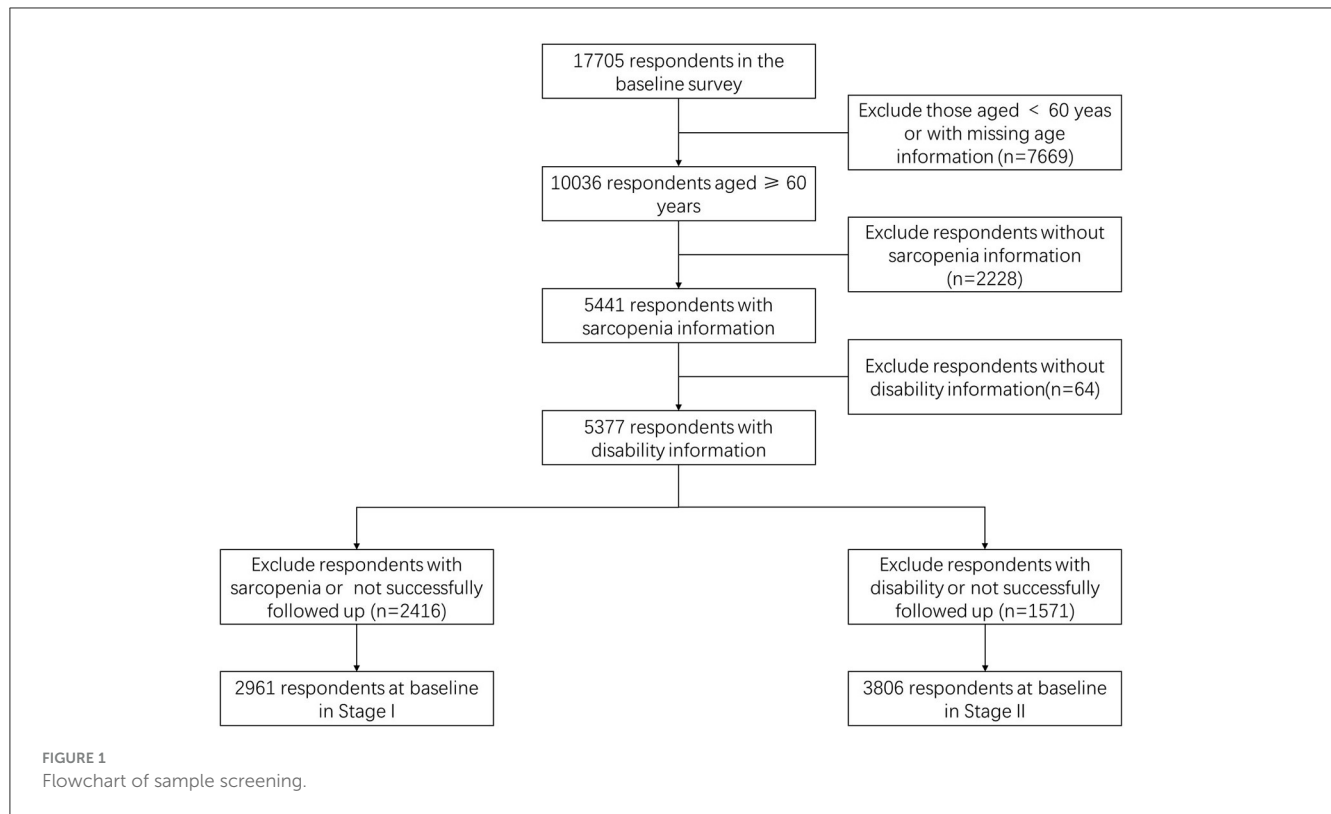 17705 respondents in the
baseline survey
Exclude those aged < 60 yeas
or with missing age
information (n=7669)
10036 respondents aged ⩾ 60
years
Exclude respondents without
sarcopenia information
(n=2228)
5441 respondents with
sarcopenia information
Exclude respondents without
disability information(n=64)
5377 respondents with
disability information
Exclude respondents with
sarcopenia or not successfully
followed up (n=2416)
Exclude respondents with
disability or not successfully
followed up (n=1571)
2961 respondents at baseline
in Stage I
3806 respondents at baseline
in Stage II
FIGURE 1
Flowchart of sample screening.